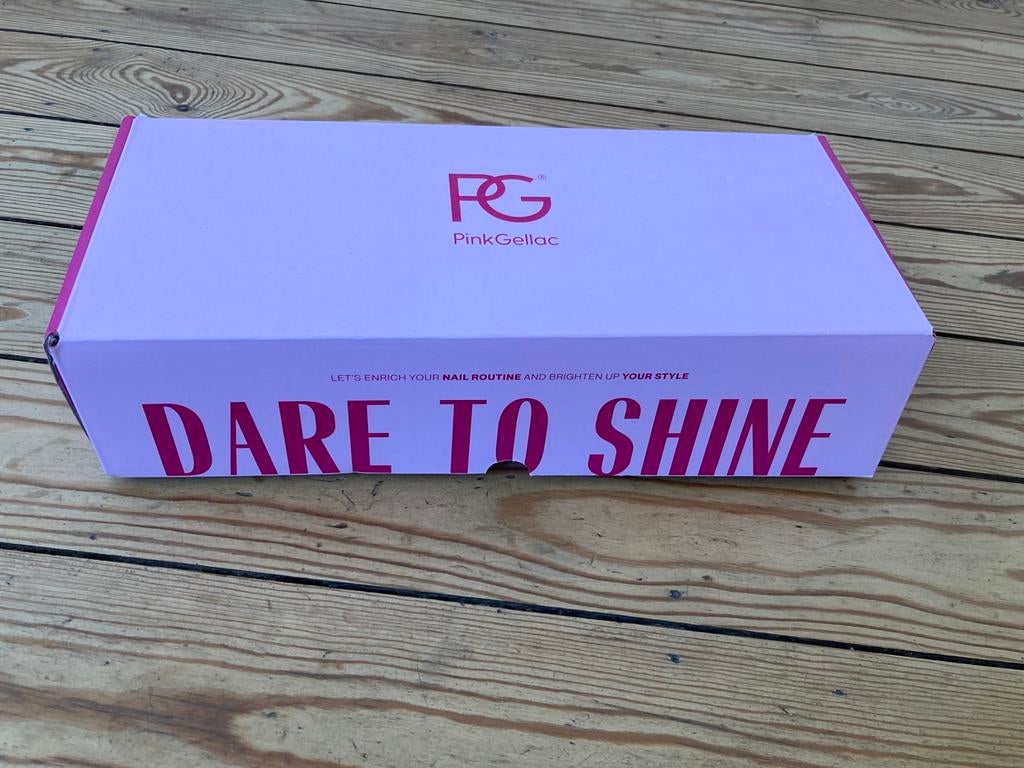 PG®
PinkGellac
LET'S ENRICH YOUR NAIL ROUTINE AND BRIGHTEN UP YOUR STYLE
DARE TO SHINE